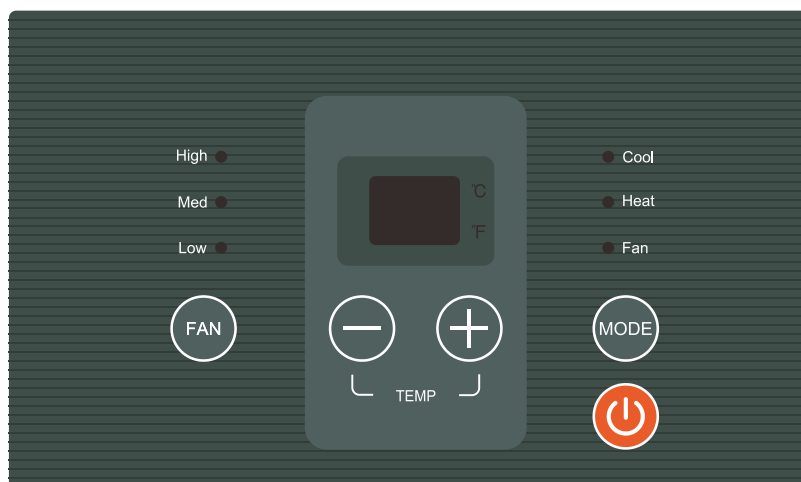 High
Med
Low
FAN
°C
°F
TEMP
Cool
Heat
Fan
MODE